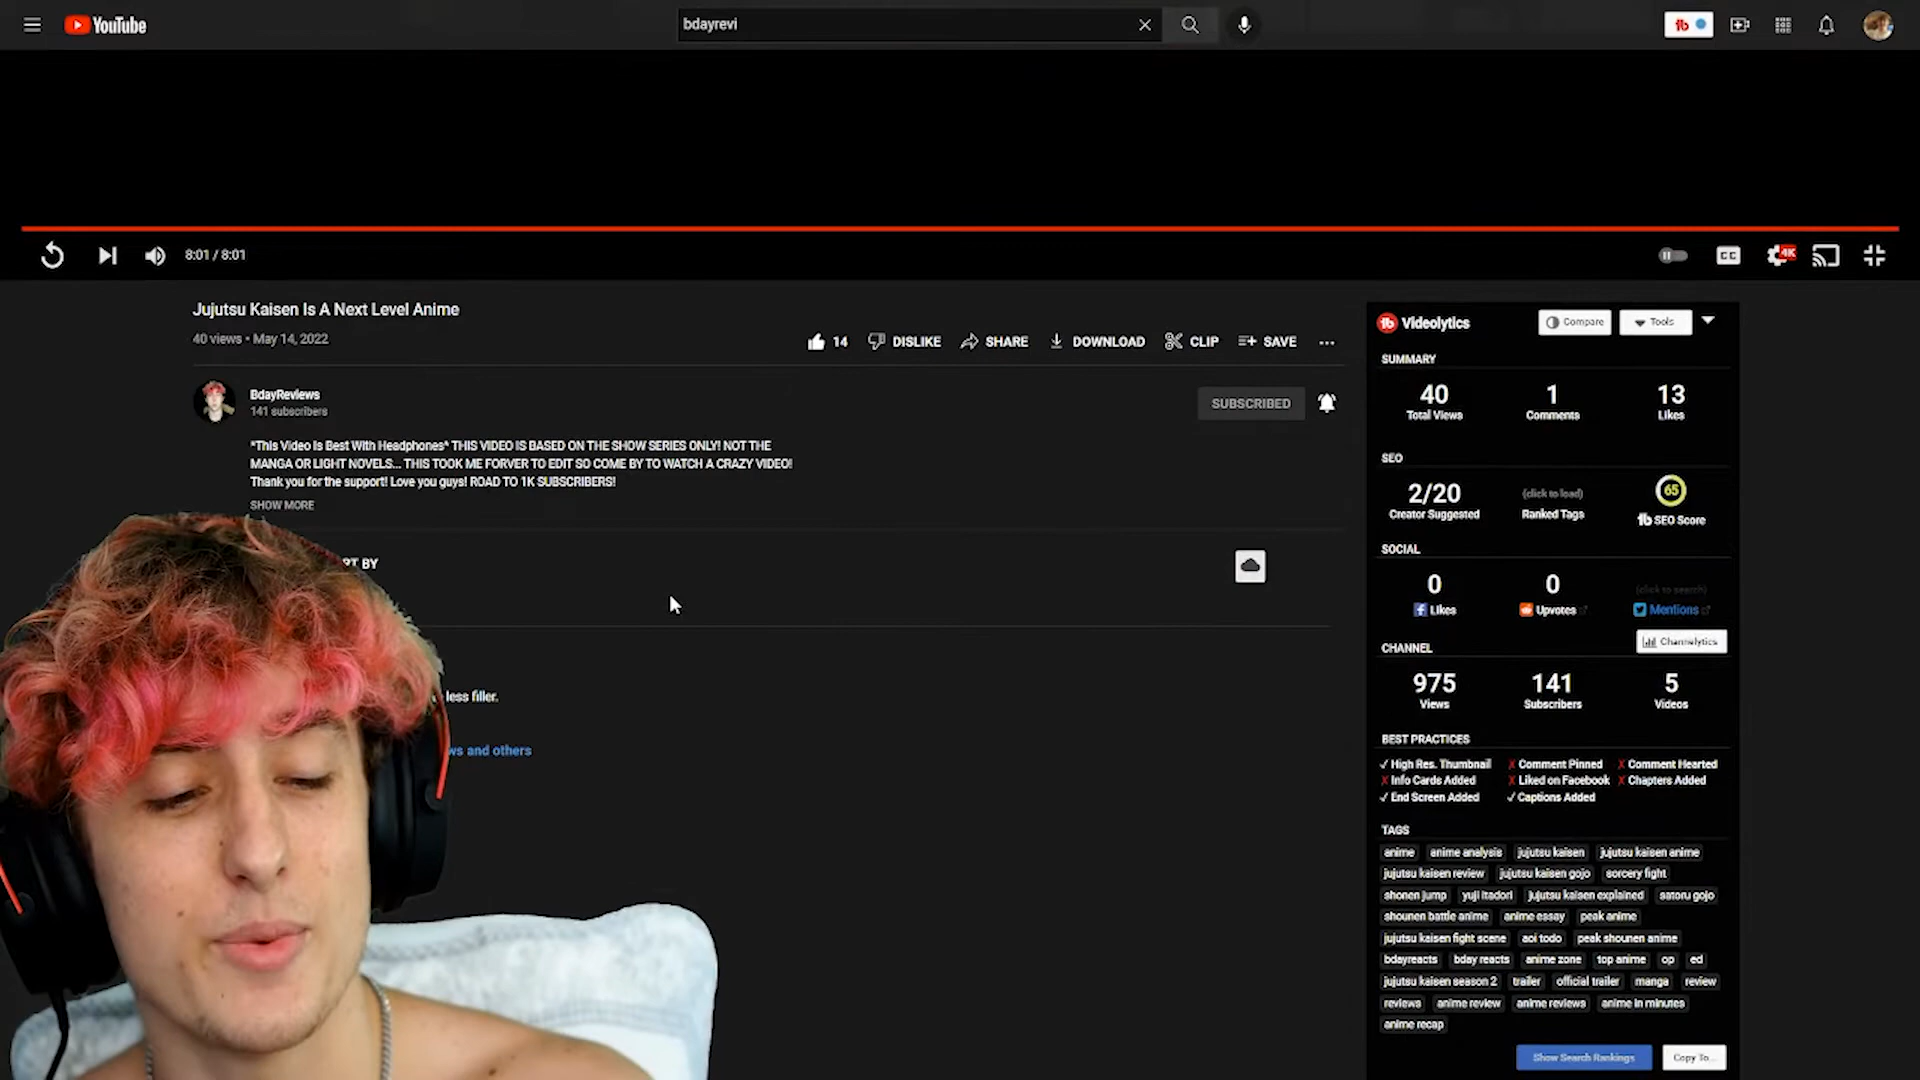 YouTube
bdayrevi
8:01 / 8:01
CC
4K
Jujutsu Kaisen Is A Next Level Anime
40 views • May 14, 2022
14 DISLIKE SHARE DOWNLOAD CLIP SAVE ...
BdayReviews
141 subscribers
SUBSCRIBED
*This Video Is Best With Headphones* THIS VIDEO IS BASED ON THE SHOW SERIES ONLY! NOT THE
MANGA OR LIGHT NOVELS... THIS TOOK ME FORVER TO EDIT SO COME BY TO WATCH A CRAZY VIDEO!
Thank you for the support! Love you guys! ROAD TO 1K SUBSCRIBERS!
SHOW MORE
RT BY
less filler.
ws and others
tb Videolytics Compare Tools
SUMMARY
40 1 13
Total Views Comments Likes
SEO
2/20 (click to load) 65
Creator Suggested Ranked Tags tb SEO Score
SOCIAL
0 0 (click to search)
Likes Upvotes Mentions
CHANNEL Channelytics
975 141 5
Views Subscribers Videos
BEST PRACTICES
✓ High Res. Thumbnail ✗ Comment Pinned ✗ Comment Hearted
✗ Info Cards Added ✗ Liked on Facebook ✗ Chapters Added
✓ End Screen Added ✓ Captions Added
TAGS
anime anime analysis jujutsu kaisen jujutsu kaisen anime
jujutsu kaisen review jujutsu kaisen gojo sorcery fight
shonen jump yuji itadori jujutsu kaisen explained satoru gojo
shounen battle anime anime essay peak anime
jujutsu kaisen fight scene aoi todo peak shounen anime
bdayreacts bday reacts anime zone top anime op ed
jujutsu kaisen season 2 trailer official trailer manga review
reviews anime review anime reviews anime in minutes
anime recap
Show Search Rankings Copy To...